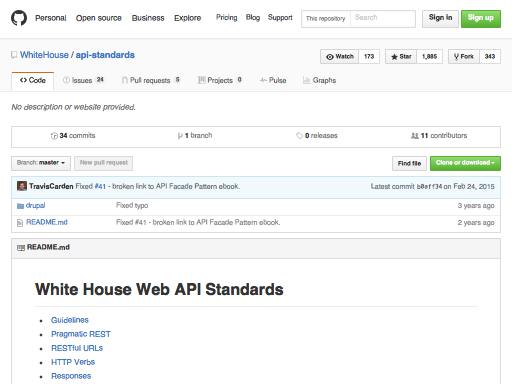 Personal Open source Business Explore Pricing Blog Support This repository Search Sign in Sign up
WhiteHouse / api-standards Watch 173 Star 1,885 Fork 343
Code Issues 24 Pull requests 5 Projects 0 Pulse Graphs
No description or website provided.
34 commits 1 branch 0 releases 11 contributors
Branch: master New pull request Find file Clone or download
TravisCarden Fixed #41 - broken link to API Facade Pattern ebook. Latest commit b0af f34 on Feb 24, 2015
drupal Fixed typo 3 years ago
README.md Fixed #41 - broken link to API Facade Pattern ebook. 2 years ago
README.md
White House Web API Standards
• Guidelines
• Pragmatic REST
• RESTful URLs
• HTTP Verbs
• Responses